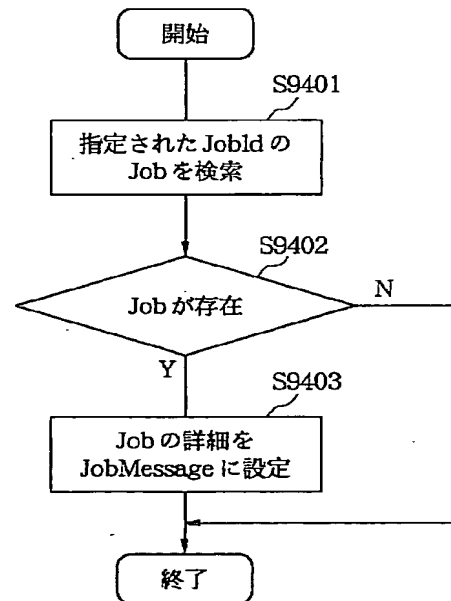 開始
S9401
指定された JobIdの
Jobを検索
S9402
Jobが存在
N
Y
S9403
Jobの詳細を
JobMessageに設定
終了